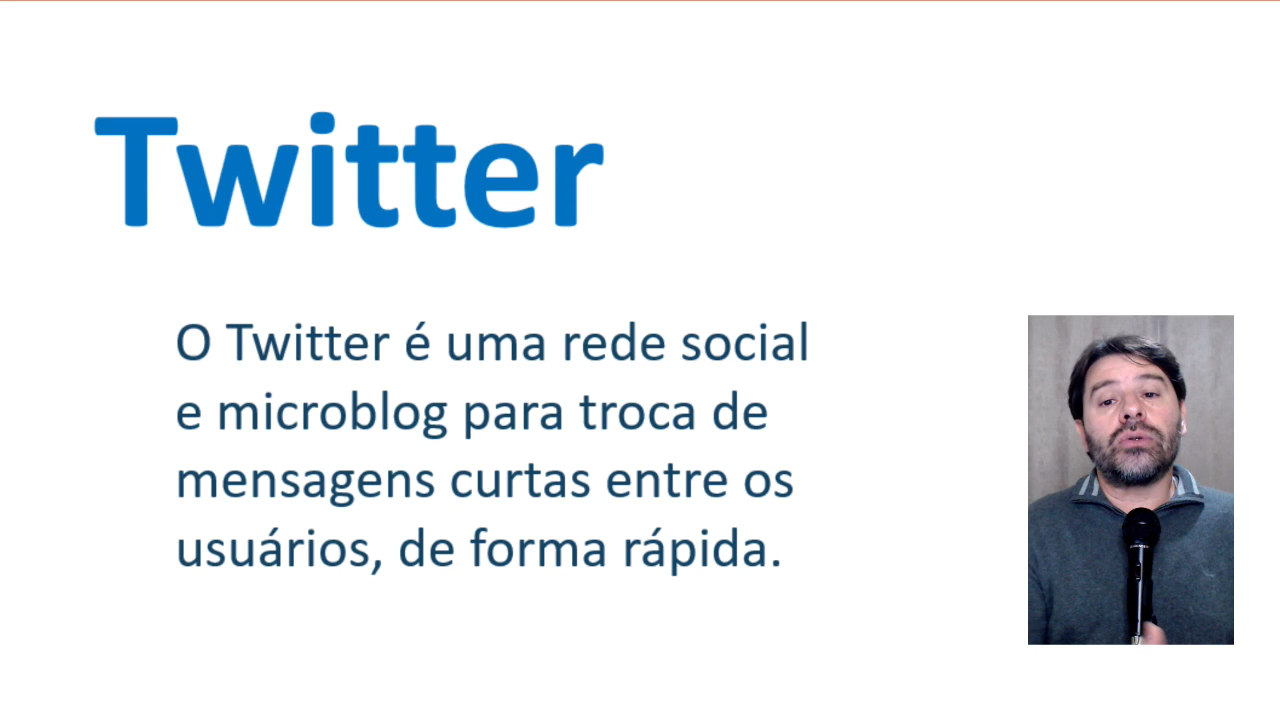 Twitter
O Twitter é uma rede social
e microblog para troca de
mensagens curtas entre os
usuários, de forma rápida.